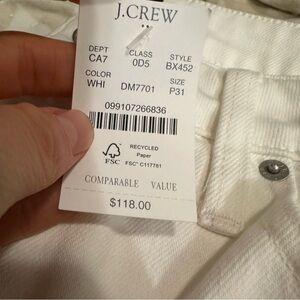 J.CREW
DEPT CLASS STYLE
CA7 0D5 BX452
COLOR SIZE
WHI DM7701 P31
099107266836
RECYCLED
Paper
FSC FSC® C117781
COMPARABLE VALUE
$118.00